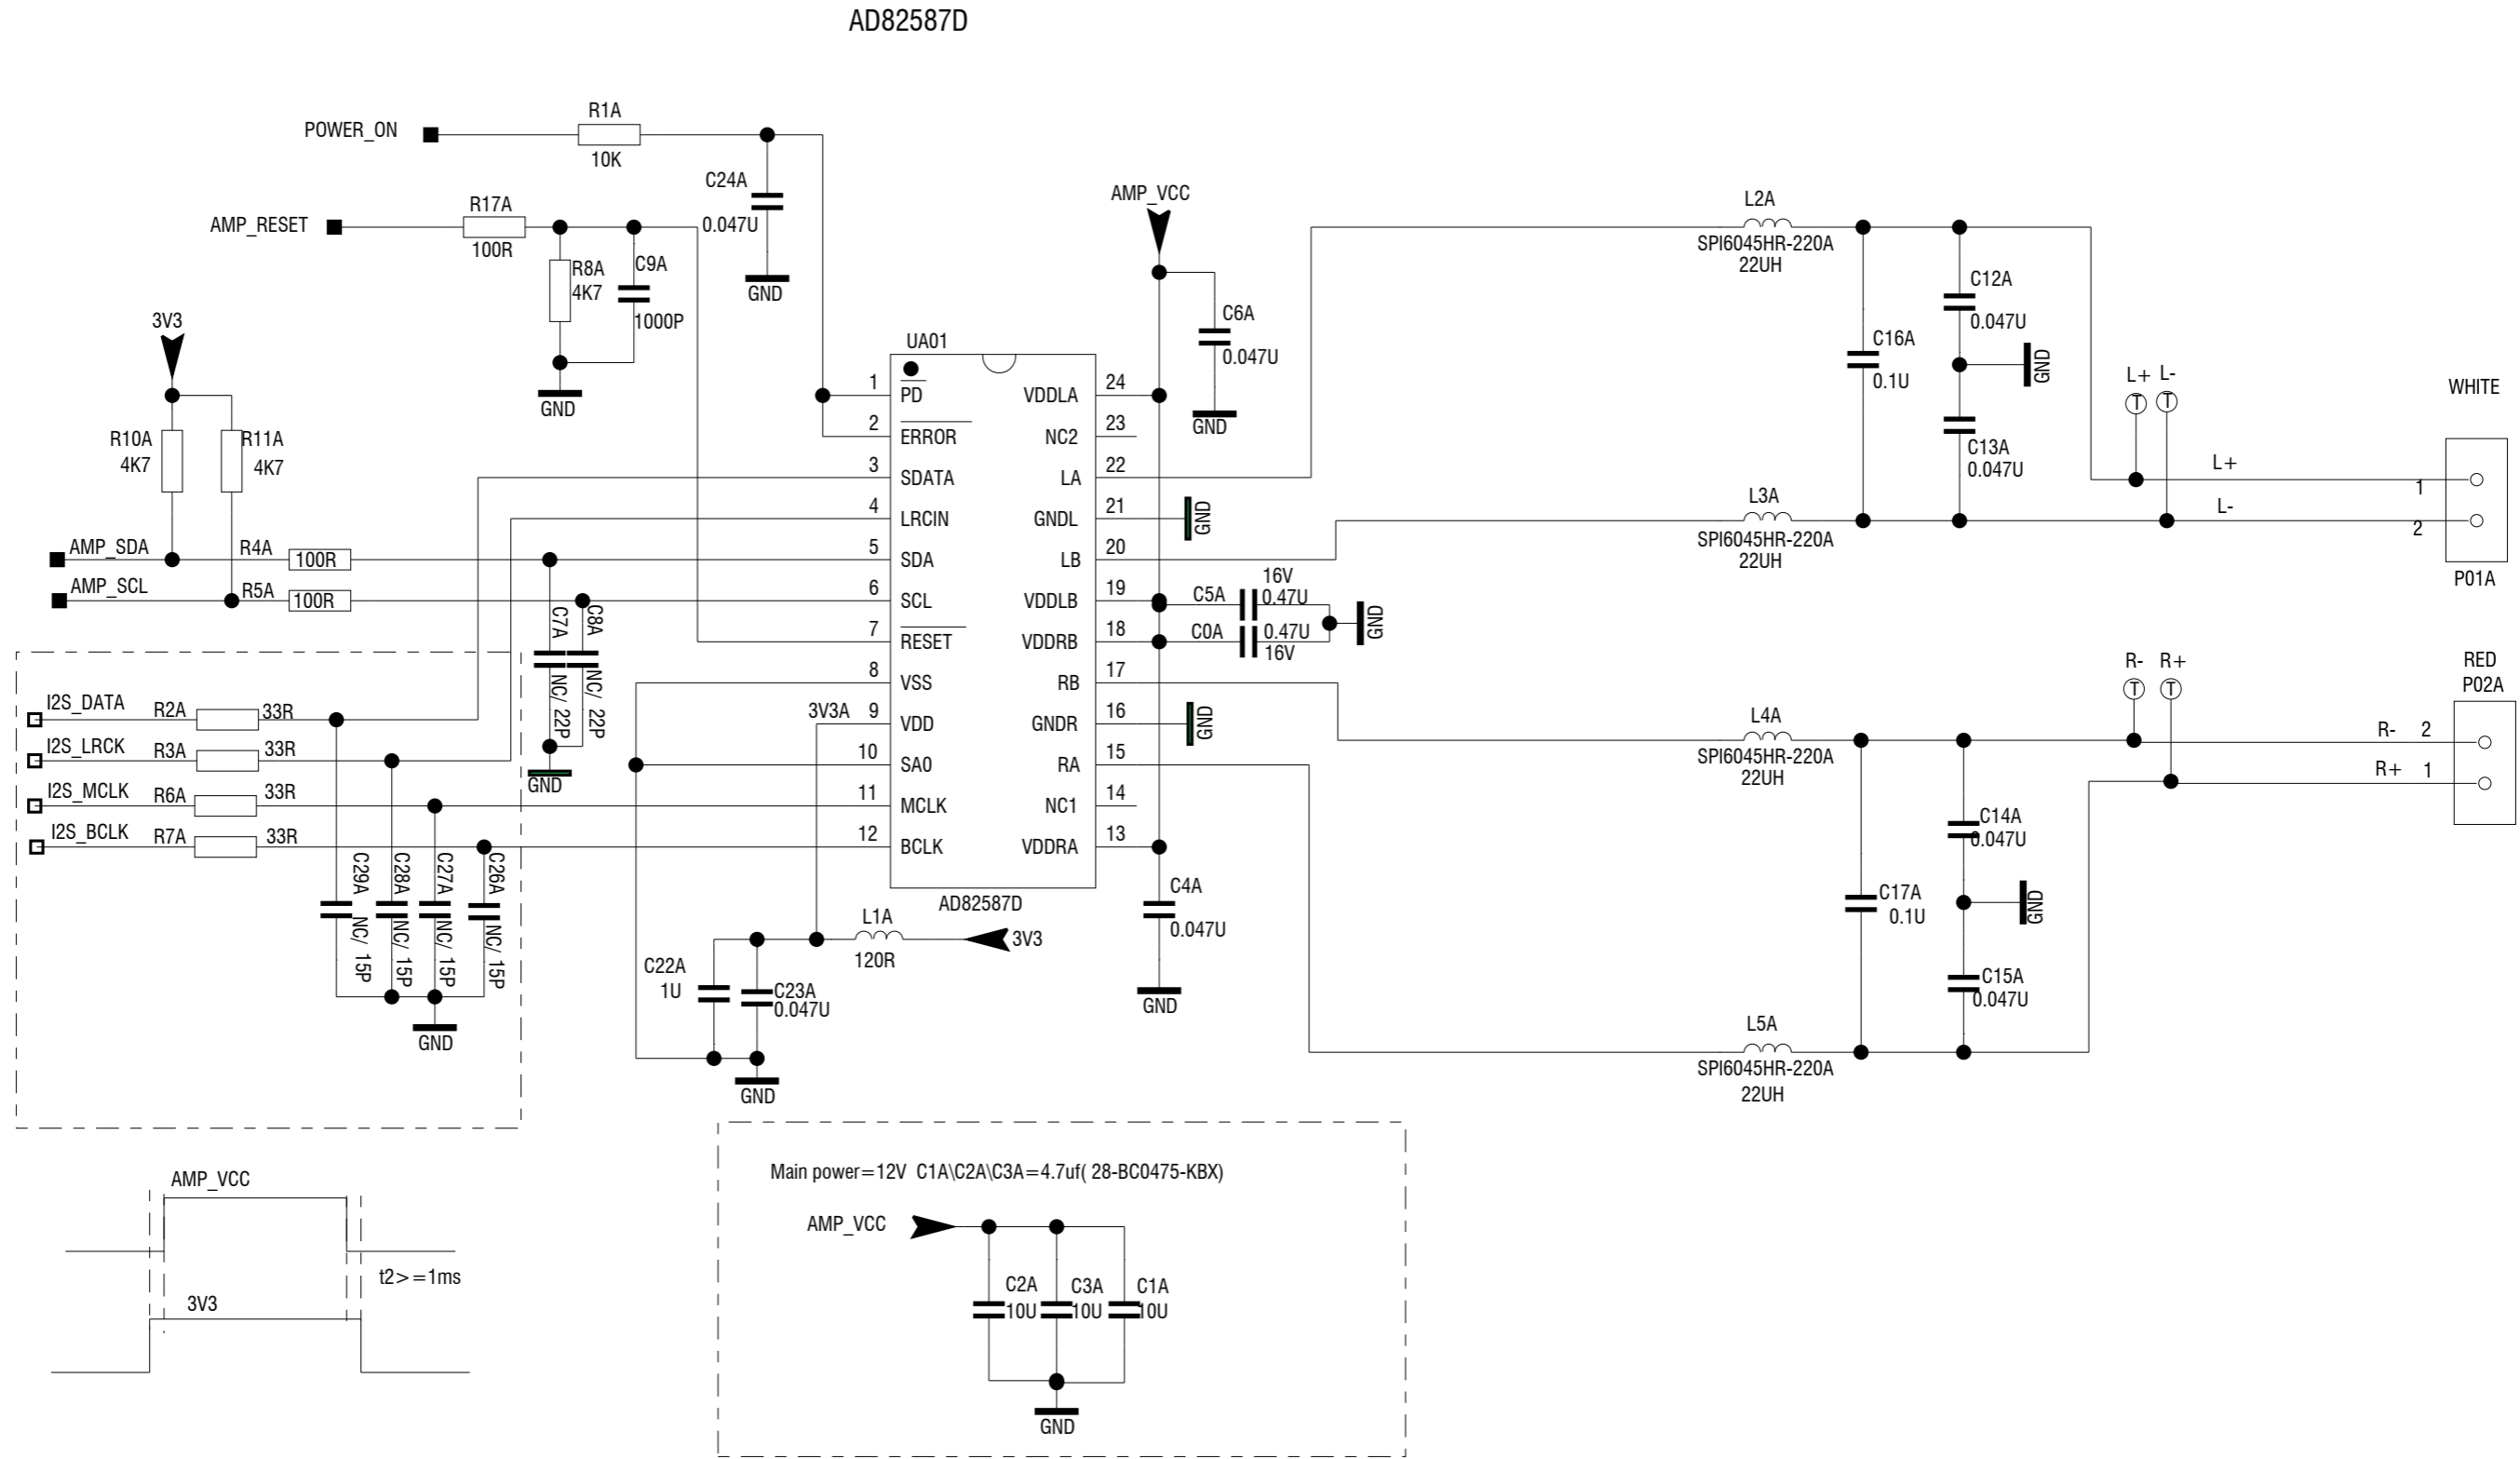 AD82587D
POWER_ON
R1A
10K
C24A
0.047U
GND
AMP_RESET
R17A
100R
R8A
4K7
C9A
1000P
GND
3V3
R10A
4K7
R11A
4K7
AMP_SDA
R4A
100R
AMP_SCL
R5A
100R
C7A
NC/ 22P
C8A
NC/ 22P
GND
I2S_DATA
R2A
33R
I2S_LRCK
R3A
33R
I2S_MCLK
R6A
33R
I2S_BCLK
R7A
33R
C29A
NC/ 15P
C28A
NC/ 15P
C27A
NC/ 15P
C26A
NC/ 15P
GND
UA01
1 PD
2 ERROR
3 SDATA
4 LRCIN
5 SDA
6 SCL
7 RESET
8 VSS
3V3A
9 VDD
10 SA0
11 MCLK
12 BCLK
VDDLA 24
NC2 23
LA 22
GNDL 21
LB 20
VDDLB 19
VDDRB 18
RB 17
GNDR 16
RA 15
NC1 14
VDDRA 13
AD82587D
L1A
120R
3V3
C22A
1U
C23A
0.047U
GND
AMP_VCC
C6A
0.047U
GND
GND
C5A
16V
0.47U
C0A
0.47U
16V
GND
GND
C4A
0.047U
GND
L2A
SPI6045HR-220A
22UH
C16A
0.1U
C12A
0.047U
GND
C13A
0.047U
L3A
SPI6045HR-220A
22UH
L+ L-
T T
L+
L-
WHITE
1
2
P01A
L4A
SPI6045HR-220A
22UH
C17A
0.1U
C14A
0.047U
GND
C15A
0.047U
L5A
SPI6045HR-220A
22UH
R- R+
T T
RED
P02A
R- 2
R+ 1
AMP_VCC
t2>=1ms
3V3
Main power=12V C1A\C2A\C3A=4.7uf( 28-BC0475-KBX)
AMP_VCC
C2A
10U
C3A
10U
C1A
10U
GND